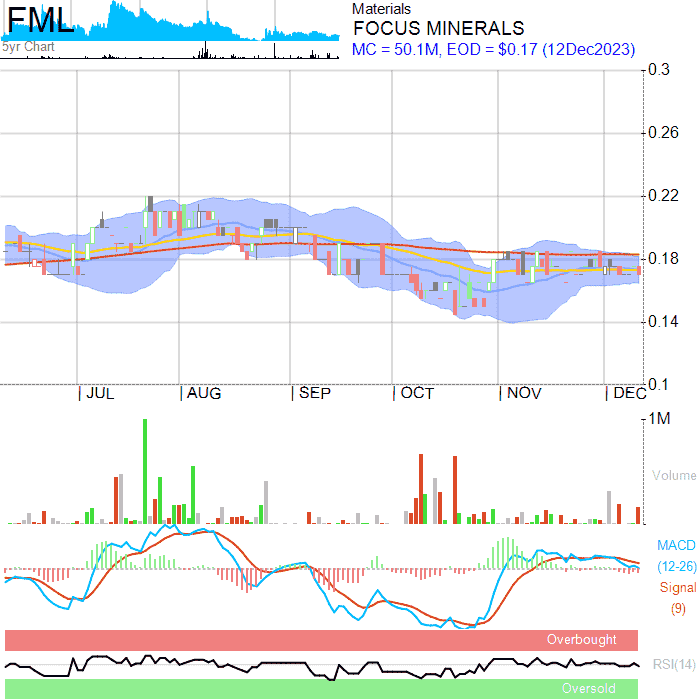 FML
5yr Chart
Materials
FOCUS MINERALS
MC = 50.1M, EOD = $0.17 (12Dec2023)
0.3
0.26
0.22
0.18
0.14
0.1
| JUL | AUG | SEP | OCT | NOV | DEC
1M
Volume
MACD
(12-26)
Signal
(9)
Overbought
RSI(14)
Oversold